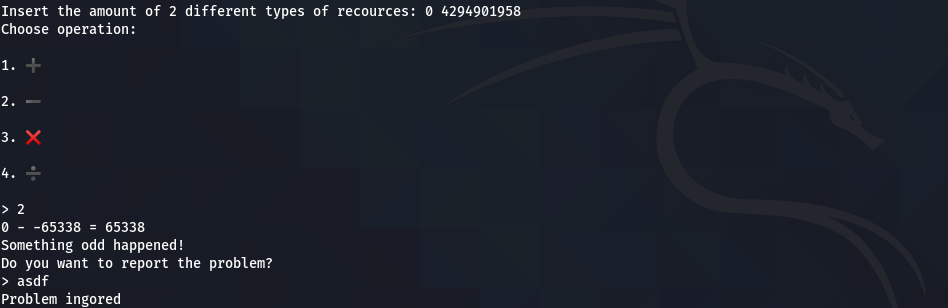 Insert the amount of 2 different types of recources: 0 4294901958
Choose operation:
1. ➕
2. ➖
3. ❌
4. ➗
> 2
0 - -65338 = 65338
Something odd happened!
Do you want to report the problem?
> asdf
Problem ingored